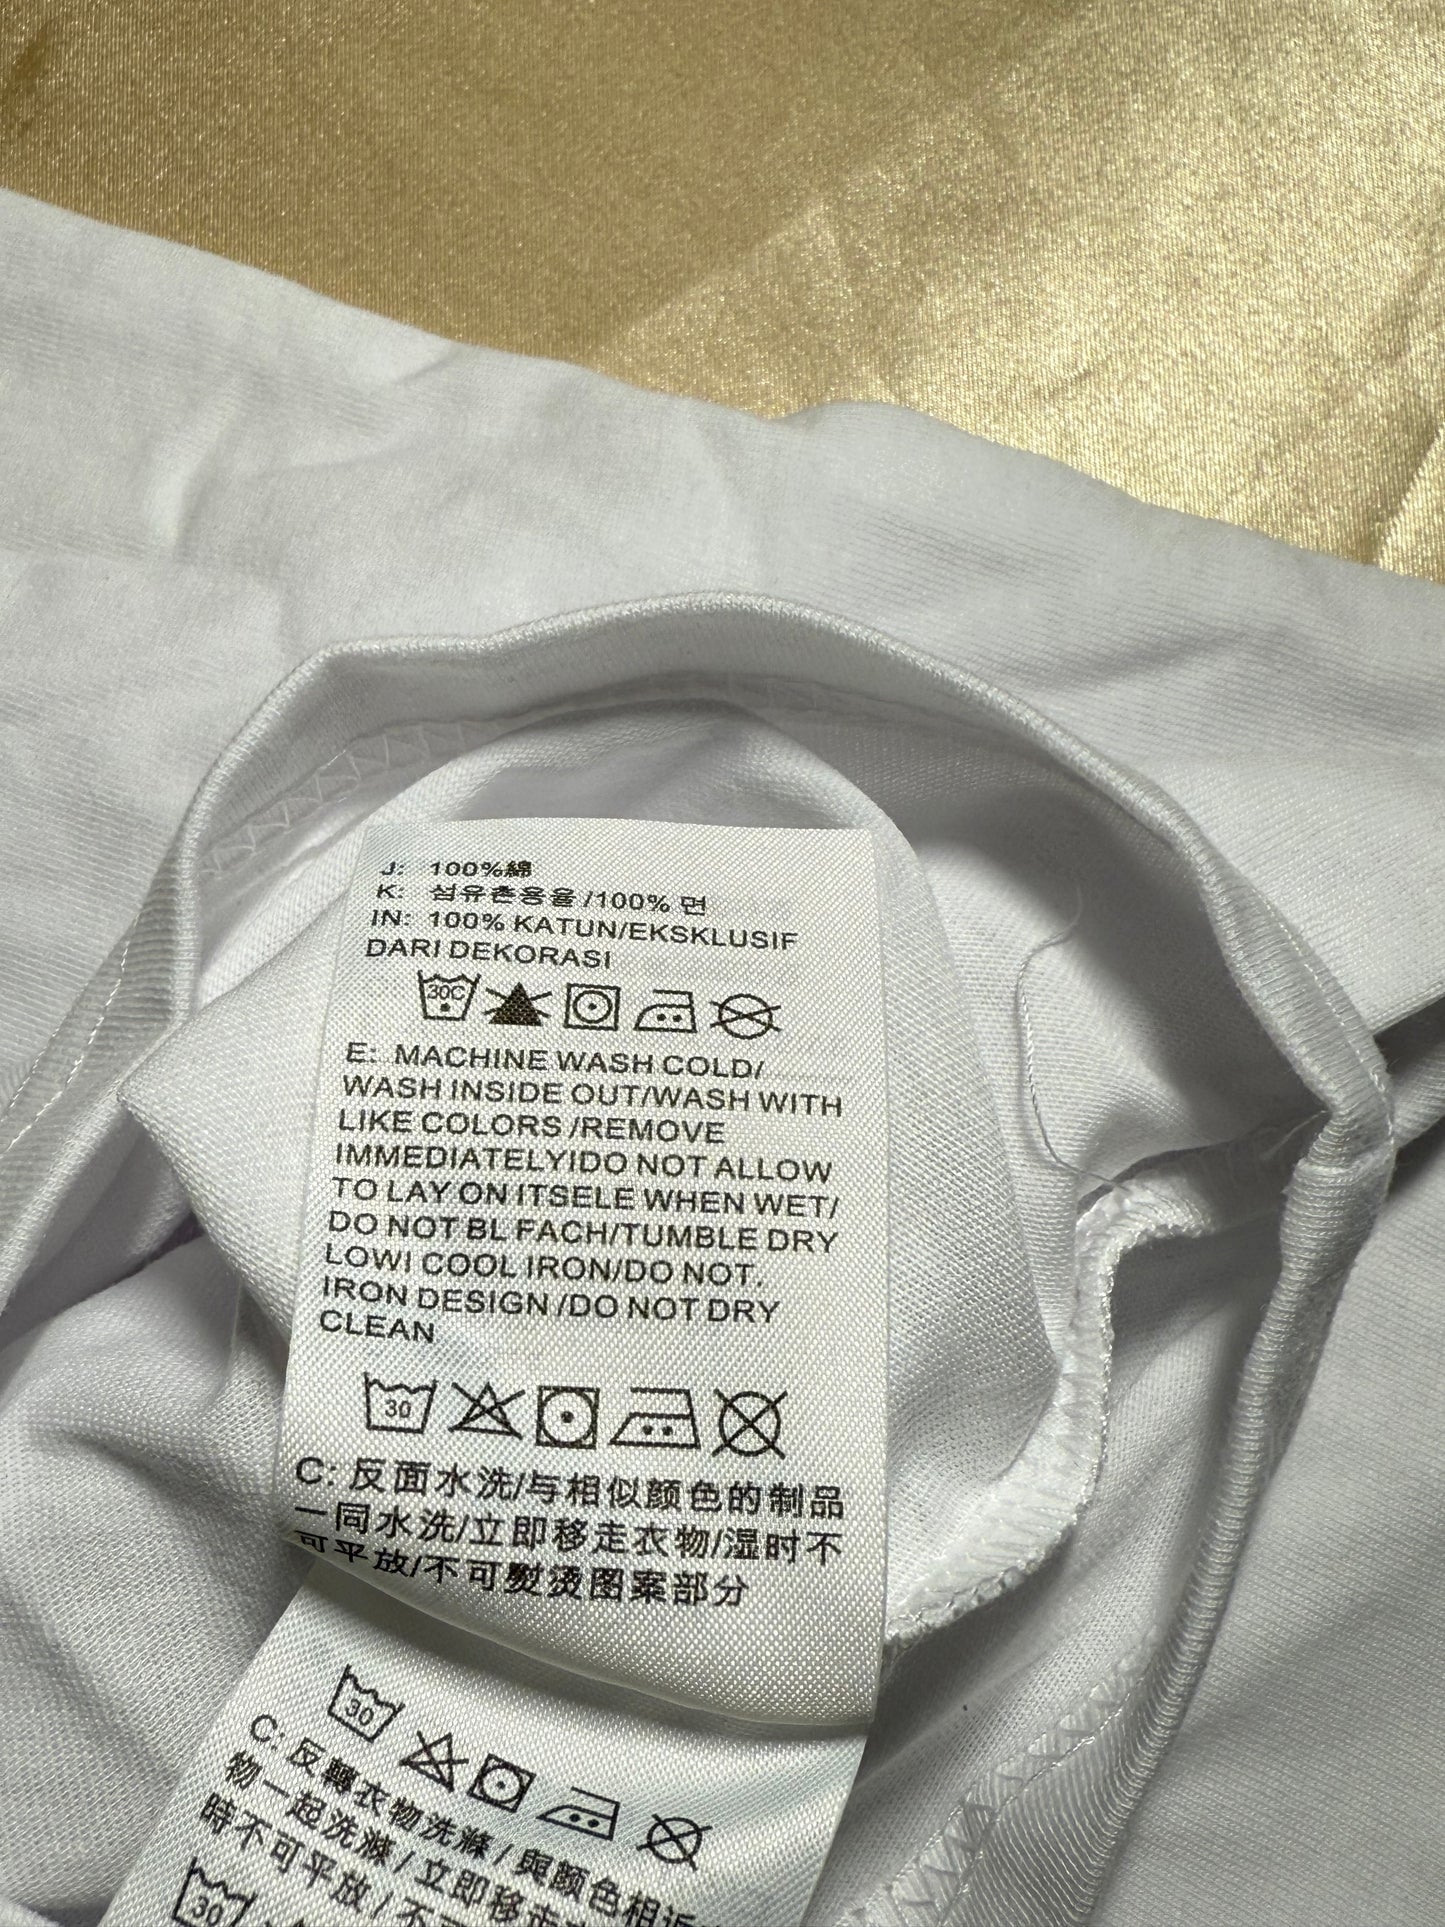 J: 100%綿
K: 섬유촌용율/100% 면
IN: 100% KATUN/EKSKLUSIF
DARI DEKORASI
30C
E: MACHINE WASH COLD/
WASH INSIDE OUT/WASH WITH
LIKE COLORS /REMOVE
IMMEDIATELYIDO NOT ALLOW
TO LAY ON ITSELE WHEN WET/
DO NOT BL FACH/TUMBLE DRY
LOWI COOL IRON/DO NOT.
IRON DESIGN /DO NOT DRY
CLEAN
30
C: 反面水洗/与相似颜色的制品
一同水洗/立即移走衣物/湿时不
可平放/不可熨烫图案部分
30
C: 反轉衣物洗滌/與顏色相近
物一起洗滌/立即移走
時不可平放/不可
30